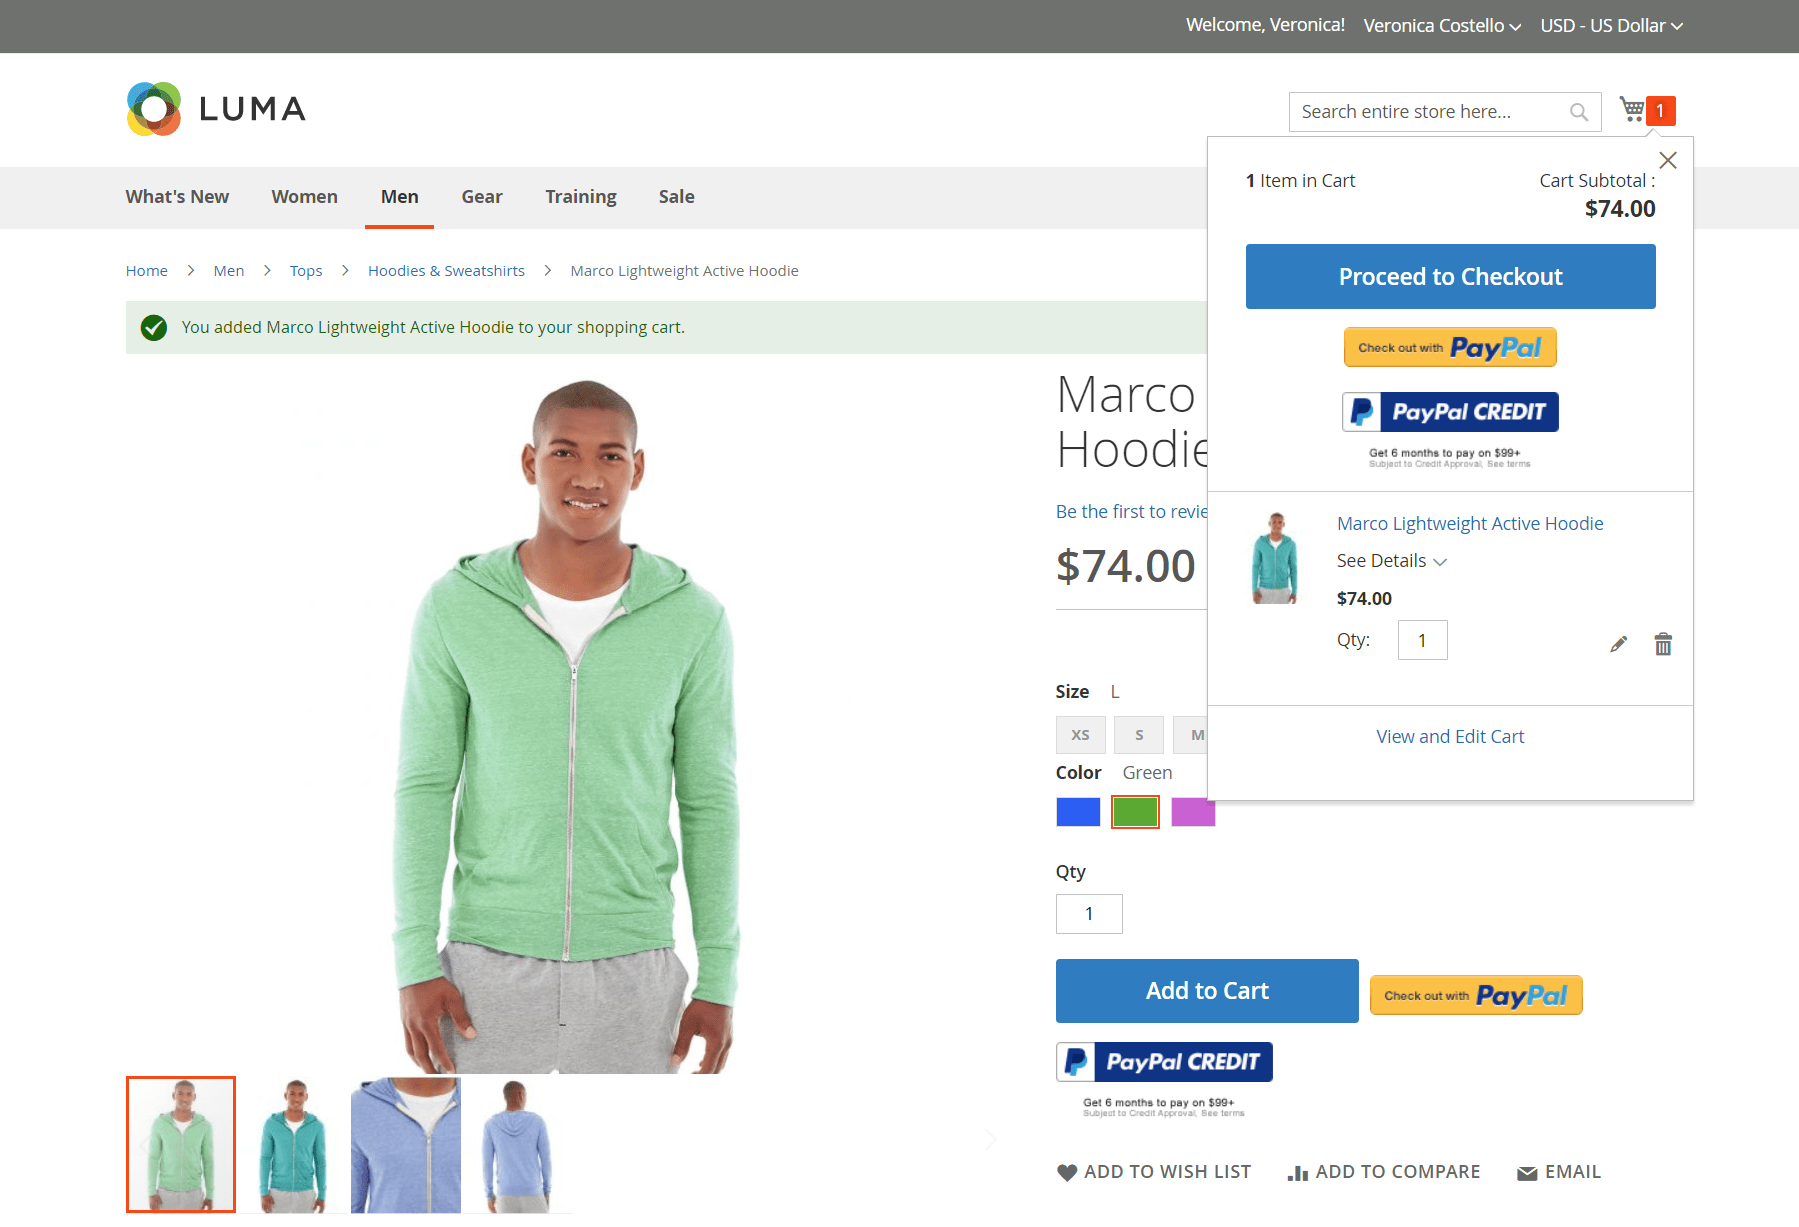 Welcome, Veronica! Veronica Costello USD - US Dollar
LUMA
Search entire store here...
1
What's New Women Men Gear Training Sale
1 Item in Cart
Cart Subtotal :
$74.00
Proceed to Checkout
Check out with PayPal
P PayPal CREDIT
Get 6 months to pay on $99+
Subject to Credit Approval, See terms
Marco Lightweight Active Hoodie
See Details
$74.00
Qty: 1
View and Edit Cart
Home Men Tops Hoodies & Sweatshirts Marco Lightweight Active Hoodie
You added Marco Lightweight Active Hoodie to your shopping cart.
Marco
Hoodie
Be the first to revie
$74.00
Size L
XS S M
Color Green
Qty
1
Add to Cart
Check out with PayPal
P PayPal CREDIT
Get 6 months to pay on $99+
Subject to Credit Approval, See terms
ADD TO WISH LIST ADD TO COMPARE EMAIL